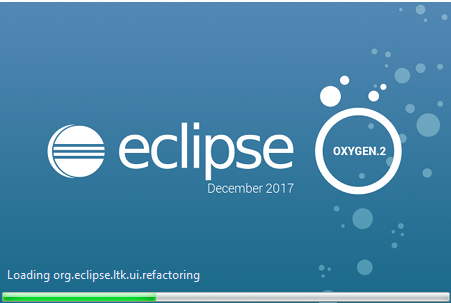 eclipse
OXYGEN.2
December 2017
Loading org.eclipse.ltk.ui.refactoring